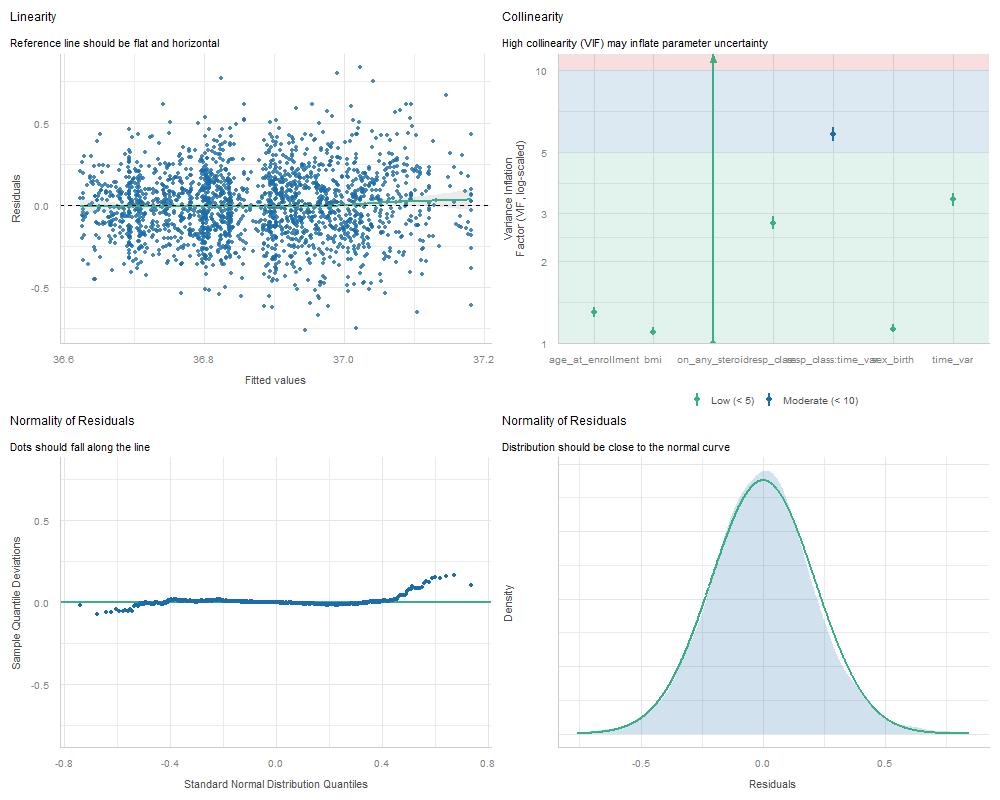 Linearity
Reference line should be flat and horizontal
Residuals
0.5
0.0
-0.5
36.6
36.8
37.0
37.2
Fitted values
Collinearity
High collinearity (VIF) may inflate parameter uncertainty
Variance Inflation
Factor (VIF, log-scaled)
10
5
3
2
1
age_at_enrollment
bmi
on_any_steroid
resp_class
resp_class:time_var
sex_birth
time_var
Low (< 5)
Moderate (< 10)
Normality of Residuals
Dots should fall along the line
Sample Quantile Deviations
0.5
0.0
-0.5
-0.8
-0.4
0.0
0.4
0.8
Standard Normal Distribution Quantiles
Normality of Residuals
Distribution should be close to the normal curve
Density
-0.5
0.0
0.5
Residuals